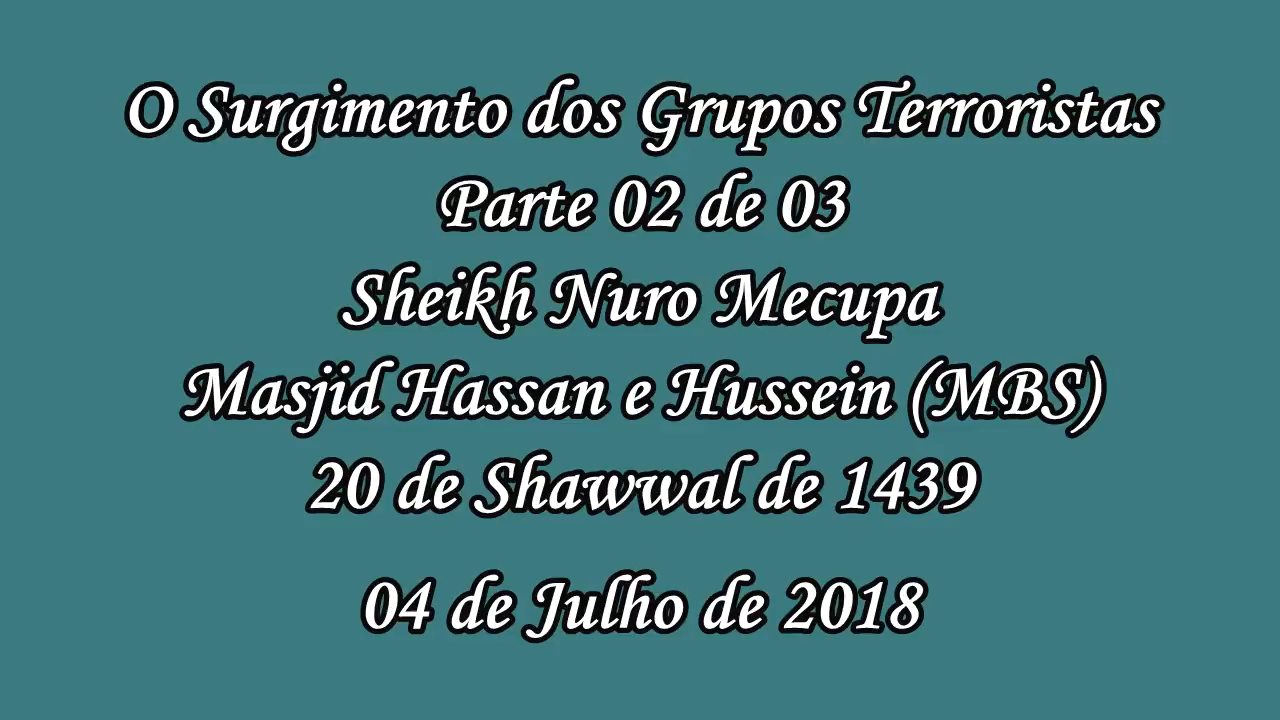 O Surgimento dos Grupos Terroristas
Parte 02 de 03
Sheikh Nuro Mecupa
Masjid Hassan e Hussein (MBS)
20 de Shawwal de 1439
04 de Julho de 2018